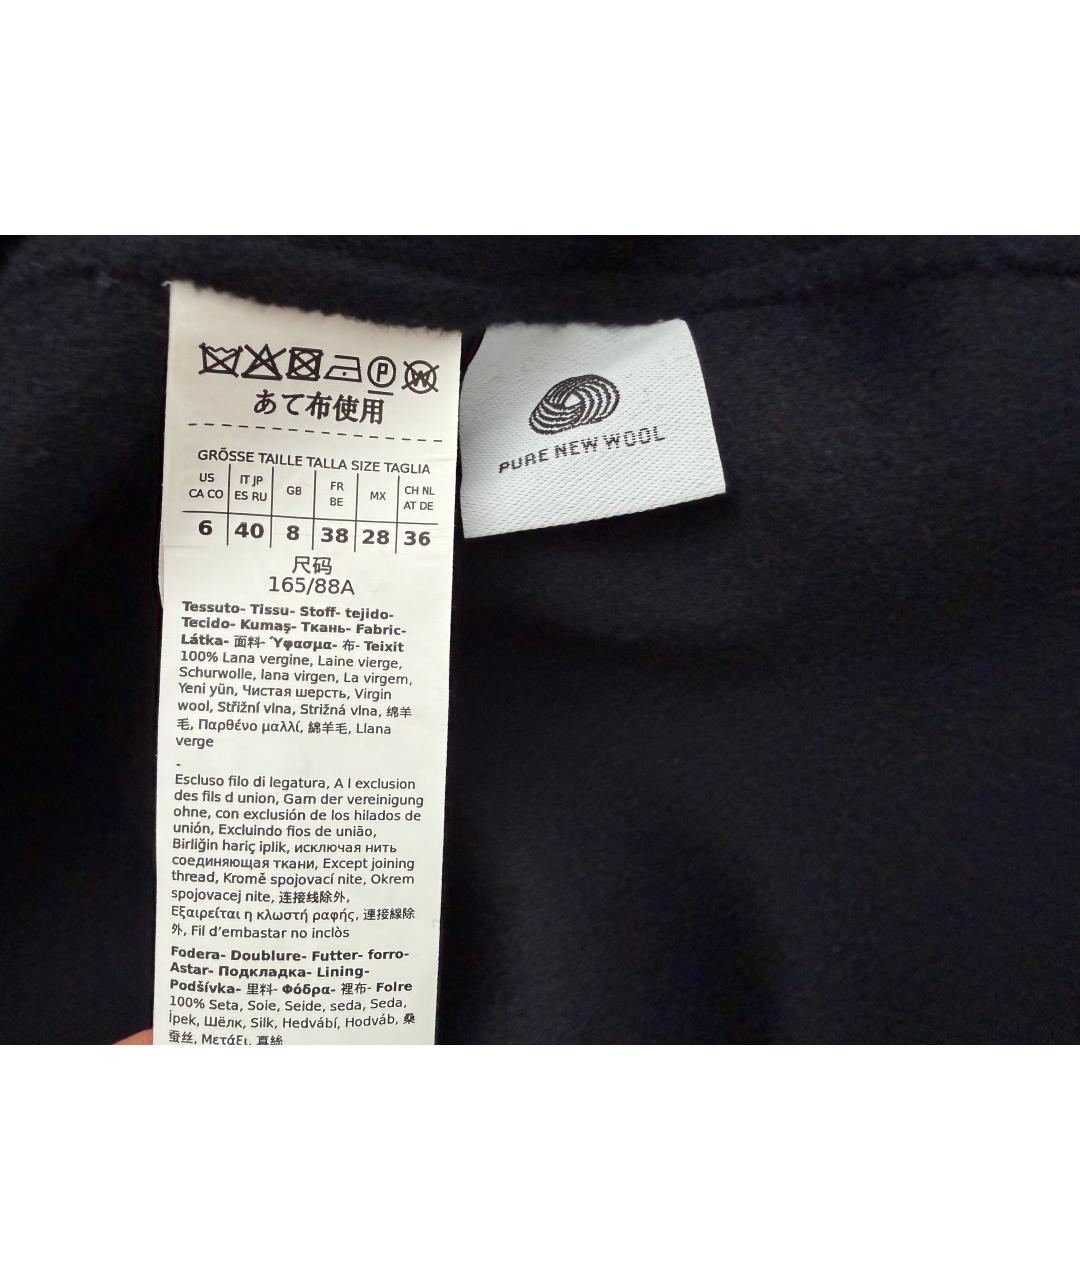 あて布使用
GRÖSSE TAILLE TALLA SIZE TAGLIA
US CA CO IT JP ES RU GB FR BE MX CH NL AT DE
6 40 8 38 28 36
尺码
165/88A
Tessuto- Tissu- Stoff- tejido-
Tecido- Kumaş- Ткань- Fabric-
Látka- 面料- Ύφασμα- 布- Teixit
100% Lana vergine, Laine vierge,
Schurwolle, lana virgen, La virgem,
Yeni yün, Чистая шерсть, Virgin
wool, Střižní vlna, Strižná vlna, 绵羊
毛, Παρθένο μαλλί, 綿羊毛, Llana
verge
-
Escluso filo di legatura, A l exclusion
des fils d union, Garn der vereinigung
ohne, con exclusión de los hilados de
unión, Excluindo fios de união,
Birliğin hariç iplik, исключая нить
соединяющая ткани, Except joining
thread, Kromě spojovací nite, Okrem
spojovacej nite, 连接线除外,
Εξαιρείται η κλωστή ραφής, 連接線除
外, Fil d’embastar no inclòs
Fodera- Doublure- Futter- forro-
Astar- Подкладка- Lining-
Podšívka- 里料- Φόδρα- 裡布- Folre
100% Seta, Soie, Seide, seda, Seda,
İpek, Шёлк, Silk, Hedvábí, Hodváb, 桑
蚕丝, Μετάξι, 真絲
PURE NEW WOOL